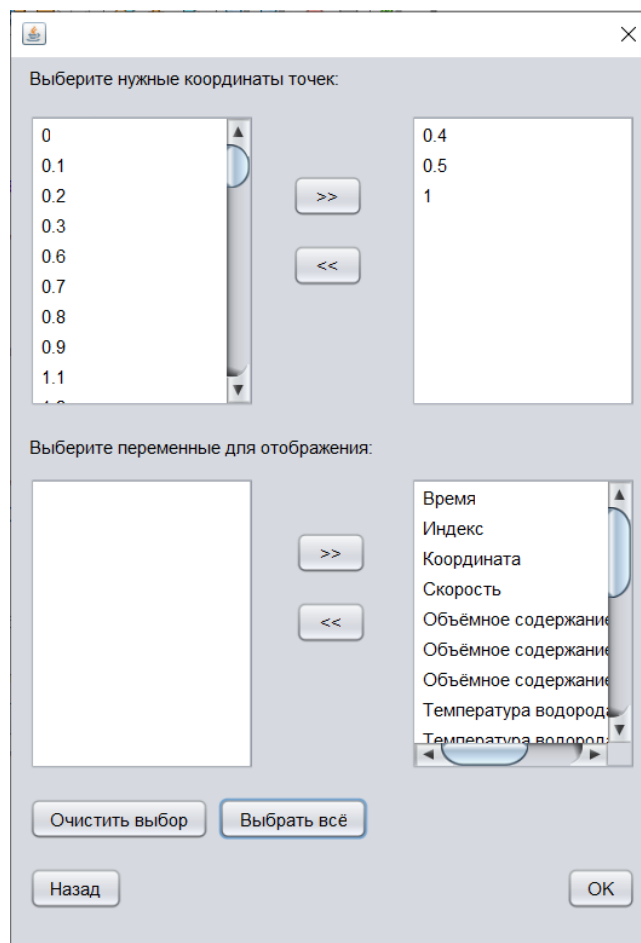 Выберите нужные координаты точек:
0
0.1
0.2
0.3
0.6
0.7
0.8
0.9
1.1
>>
<<
0.4
0.5
1
Выберите переменные для отображения:
>>
<<
Время
Индекс
Координата
Скорость
Объёмное содержание
Объёмное содержание
Объёмное содержание
Температура водорода
Температура водорода
Очистить выбор
Выбрать всё
Назад
OK